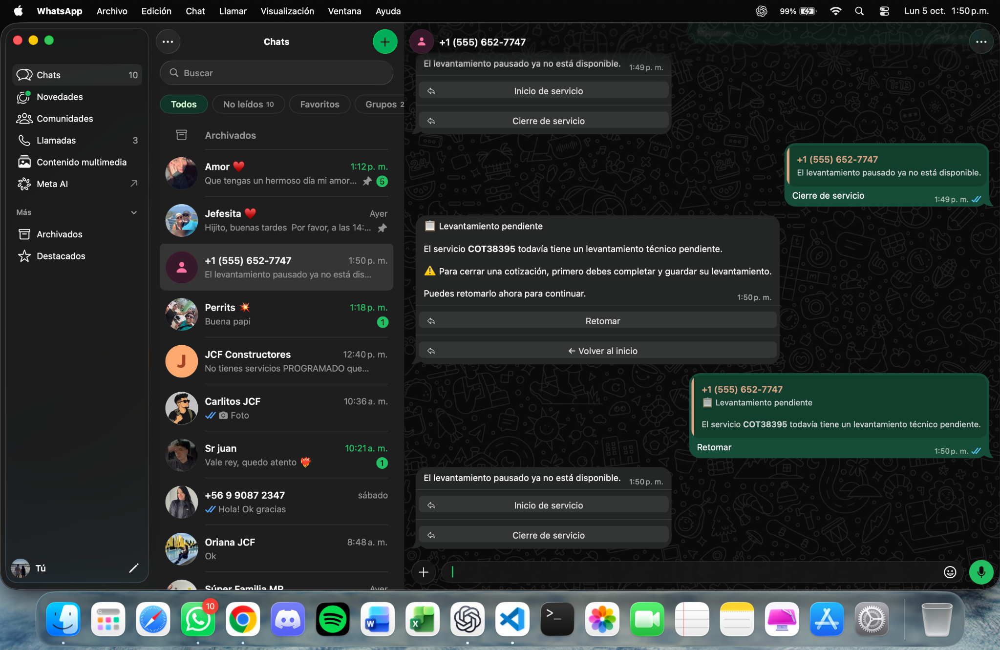 WhatsApp Archivo Edición Chat Llamar Visualización Ventana Ayuda 99% Lun 5 oct. 1:50 p.m.
Chats 10
Novedades
Comunidades
Llamadas 3
Contenido multimedia
Meta AI
Más
Archivados
Destacados
Tú
Chats
Buscar
Todos No leídos 10 Favoritos Grupos 2
Archivados
Amor 1:12 p. m.
Que tengas un hermoso día mi amor... 5
Jefesita Ayer
Hijito, buenas tardes Por favor, a las 14:...
+1 (555) 652-7747 1:50 p. m.
El levantamiento pausado ya no está dis...
Perrits 1:18 p. m.
Buena papi 1
J
JCF Constructores 12:40 p. m.
No tienes servicios PROGRAMADO que...
Carlitos JCF 10:36 a. m.
Foto
Sr juan 10:21 a. m.
Vale rey, quedo atento 1
+56 9 9087 2347 sábado
Hola! Ok gracias
Oriana JCF 8:48 a. m.
Ok
Súper Familia MP Ayer
+1 (555) 652-7747
El levantamiento pausado ya no está disponible. 1:49 p. m.
Inicio de servicio
Cierre de servicio
+1 (555) 652-7747
El levantamiento pausado ya no está disponible.
Cierre de servicio 1:49 p. m.
📋 Levantamiento pendiente
El servicio COT38395 todavía tiene un levantamiento técnico pendiente.
⚠️ Para cerrar una cotización, primero debes completar y guardar su levantamiento.
Puedes retomarlo ahora para continuar. 1:50 p. m.
Retomar
← Volver al inicio
+1 (555) 652-7747
📋 Levantamiento pendiente
El servicio COT38395 todavía tiene un levantamiento técnico pendiente.
Retomar 1:50 p. m.
El levantamiento pausado ya no está disponible. 1:50 p. m.
Inicio de servicio
Cierre de servicio
10
W
X